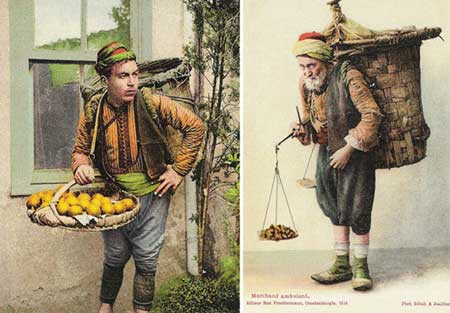 Marchand ambulant.
Editeur Max Fruchtermann, Constantinople.
Phot. Sébah & Joaillier